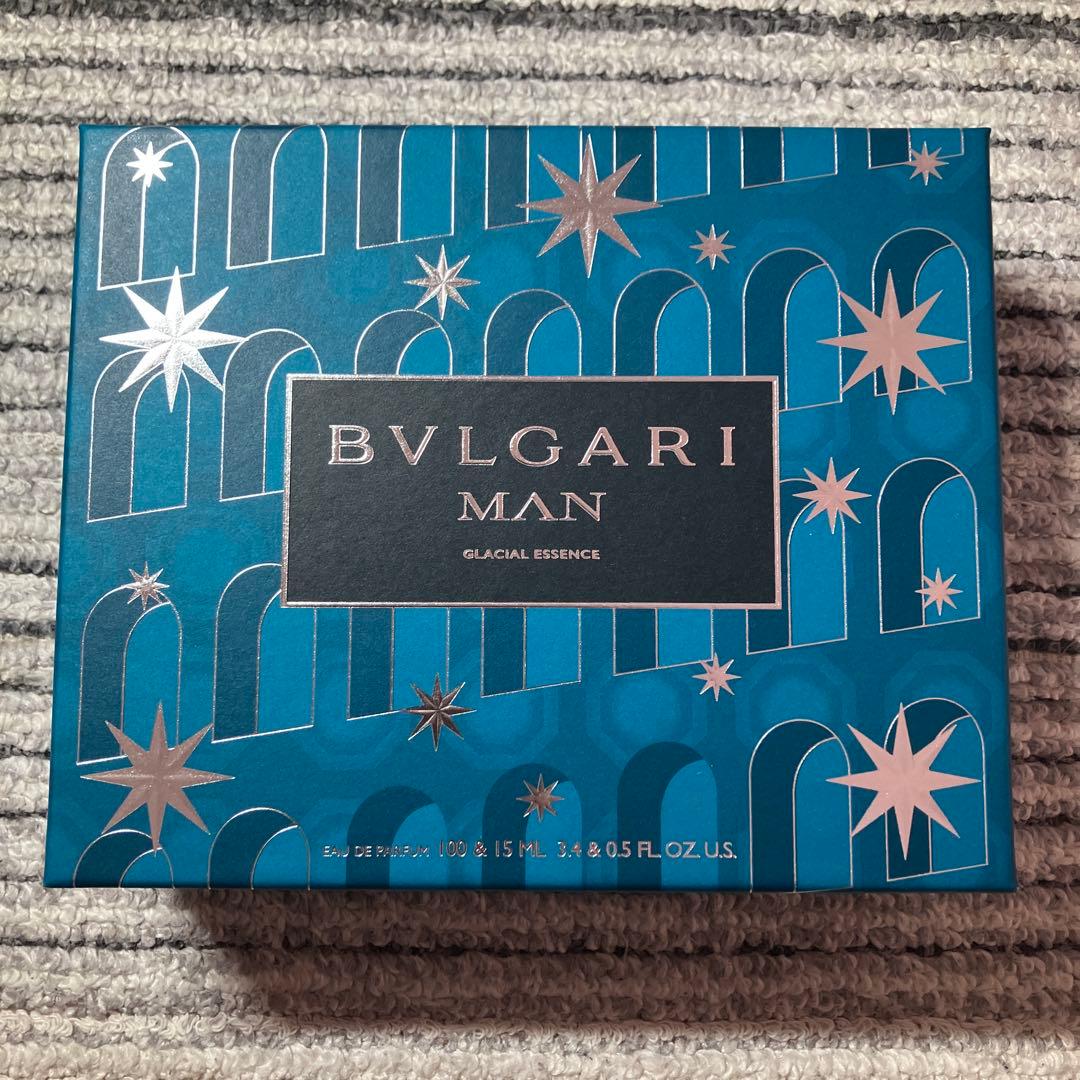 BVLGARI
MAN
GLACIAL ESSENCE
EAU DE PARFUM 100 & 15 ML 3.4 & 0.5 FL. OZ. U.S.